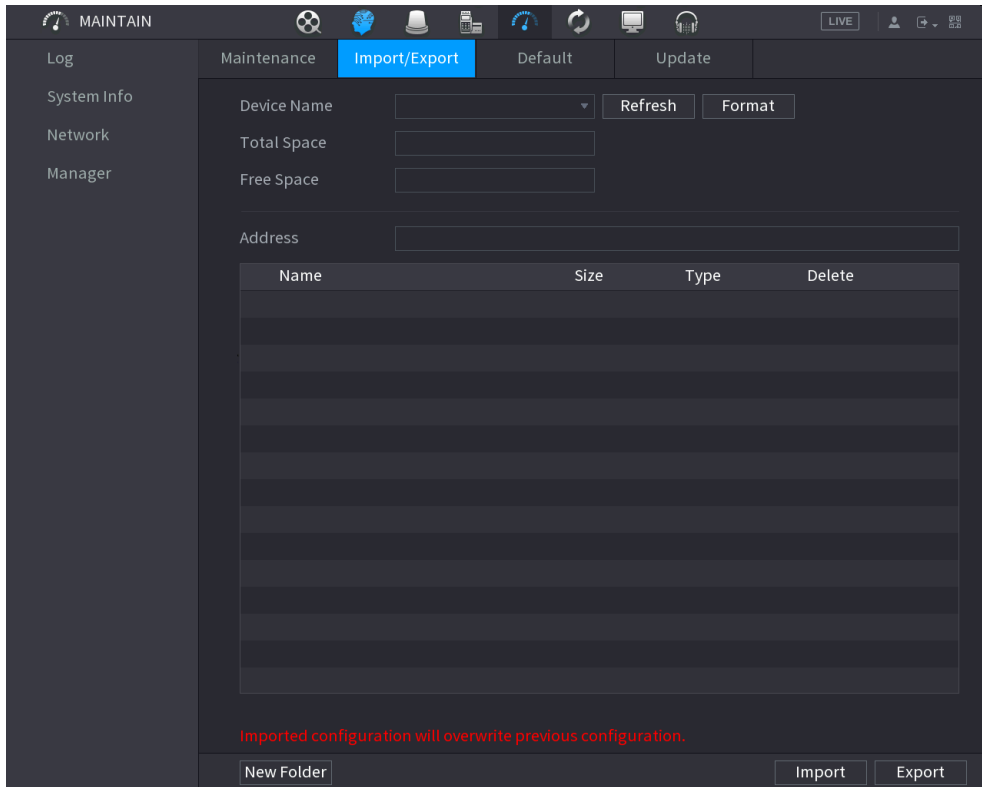 MAINTAIN LIVE
Log
System Info
Network
Manager
Maintenance Import/Export Default Update
Device Name Refresh Format
Total Space
Free Space
Address
Name Size Type Delete
Imported configuration will overwrite previous configuration.
New Folder Import Export